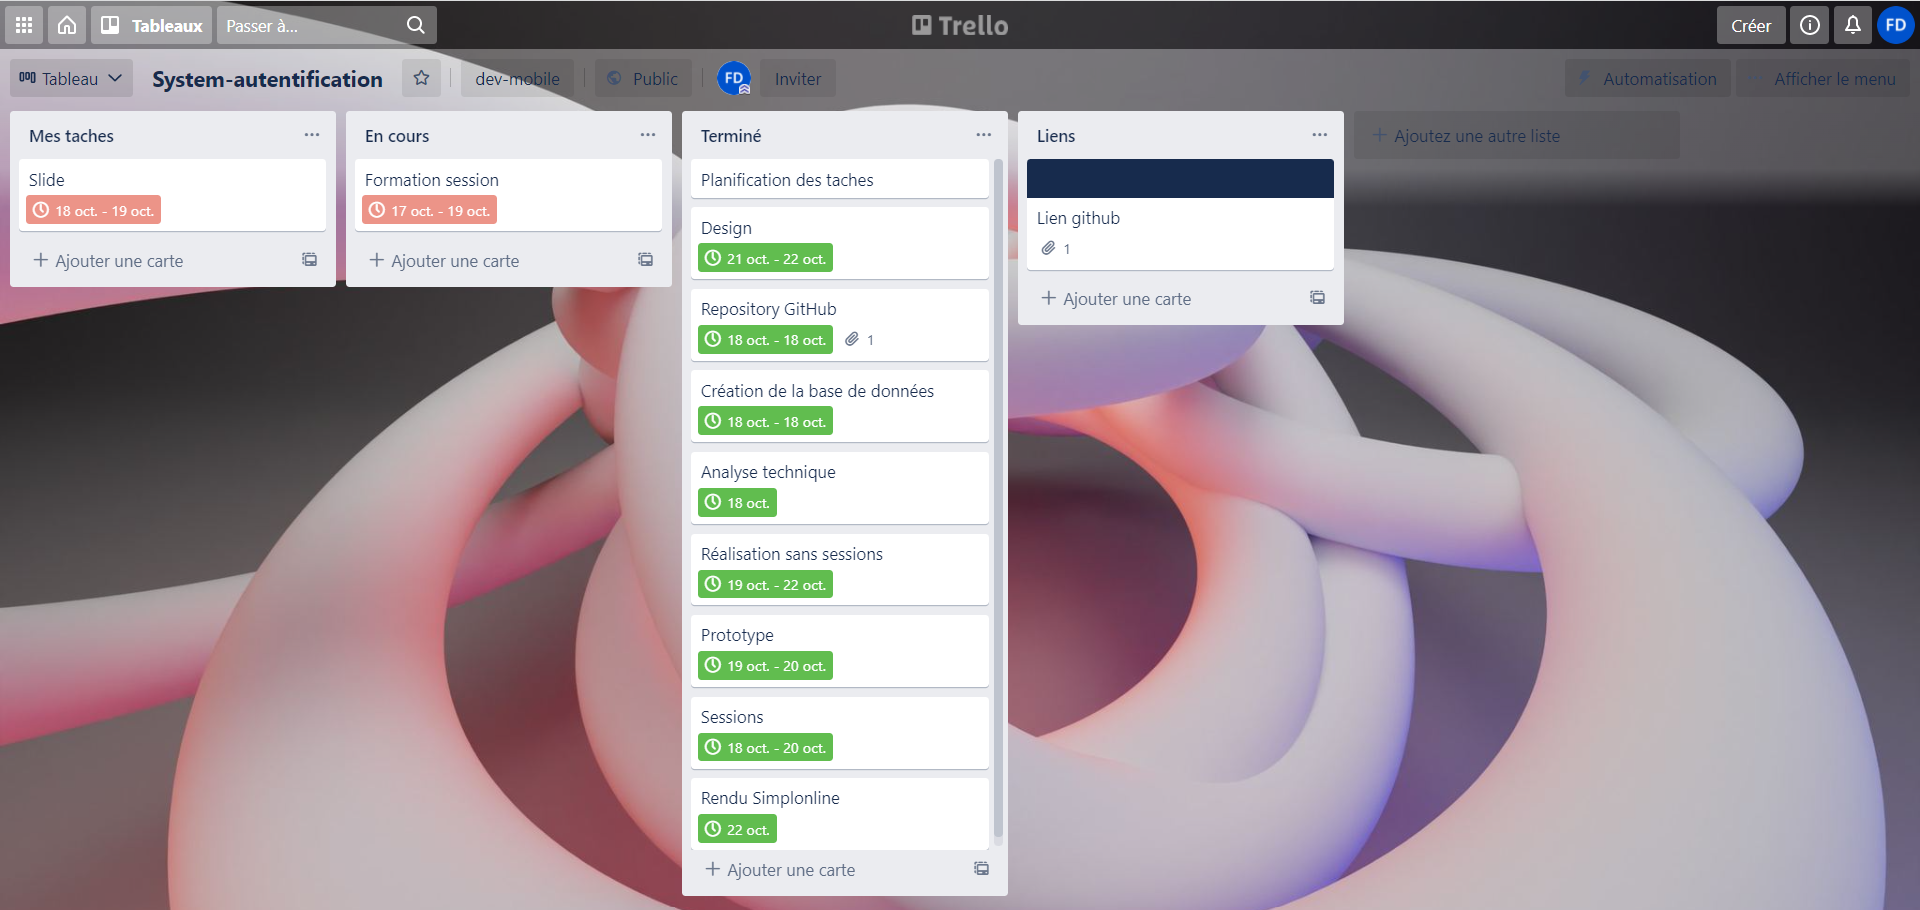 Tableaux
Passer à...
Trello
Créer
FD
Tableau
System-autentification
dev-mobile
Public
FD
Inviter
Automatisation
Afficher le menu
Mes taches
Slide
18 oct. - 19 oct.
Ajouter une carte
En cours
Formation session
17 oct. - 19 oct.
Ajouter une carte
Terminé
Planification des taches
Design
21 oct. - 22 oct.
Repository GitHub
18 oct. - 18 oct. 1
Création de la base de données
18 oct. - 18 oct.
Analyse technique
18 oct.
Réalisation sans sessions
19 oct. - 22 oct.
Prototype
19 oct. - 20 oct.
Sessions
18 oct. - 20 oct.
Rendu Simplonline
22 oct.
Ajouter une carte
Liens
Lien github
1
Ajouter une carte
Ajoutez une autre liste